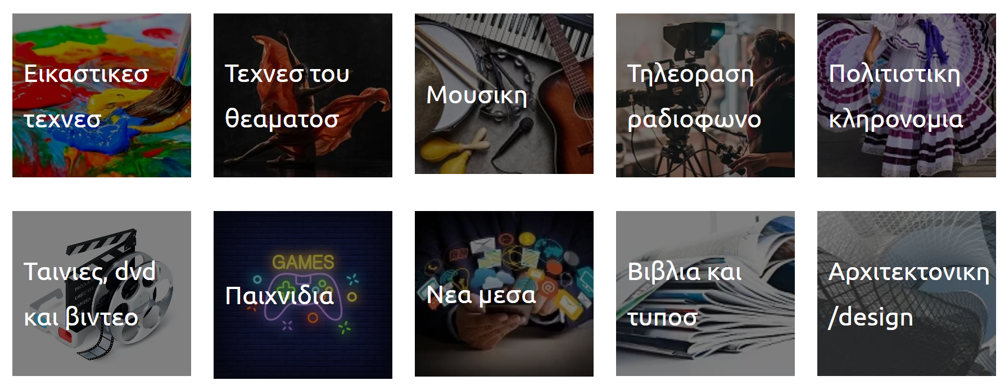 Εικαστικεσ
τεχνεσ
Τεχνεσ του
θεαματοσ
Μουσικη
Τηλεοραση
ραδιοφωνο
Πολιτιστικη
κληρονομια
Ταινιες, dvd
και βιντεο
GAMES
Παιχνιδια
Νεα μεσα
Βιβλια και
τυποσ
Αρχιτεκτονικη
/design